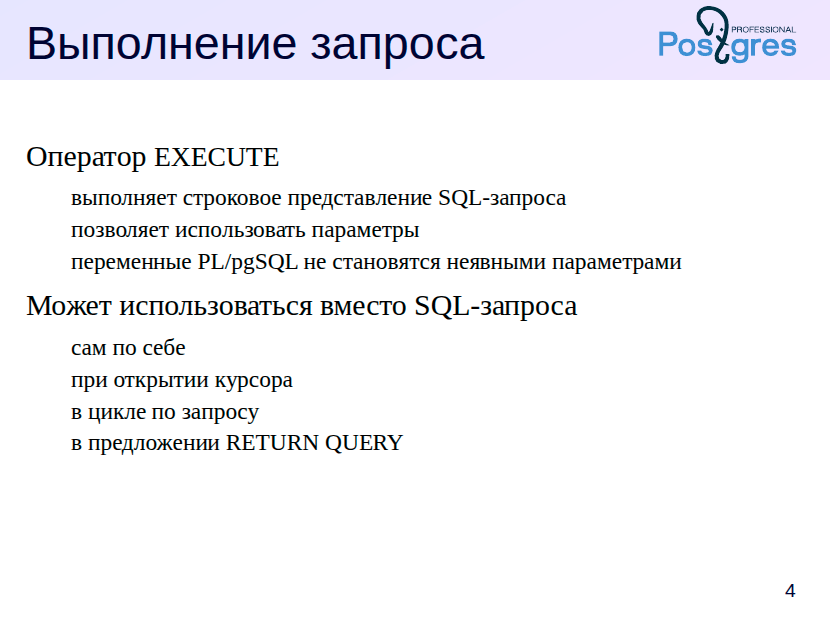 Выполнение запроса
PROFESSIONAL
Postgres
Оператор EXECUTE
выполняет строковое представление SQL-запроса
позволяет использовать параметры
переменные PL/pgSQL не становятся неявными параметрами
Может использоваться вместо SQL-запроса
сам по себе
при открытии курсора
в цикле по запросу
в предложении RETURN QUERY
4